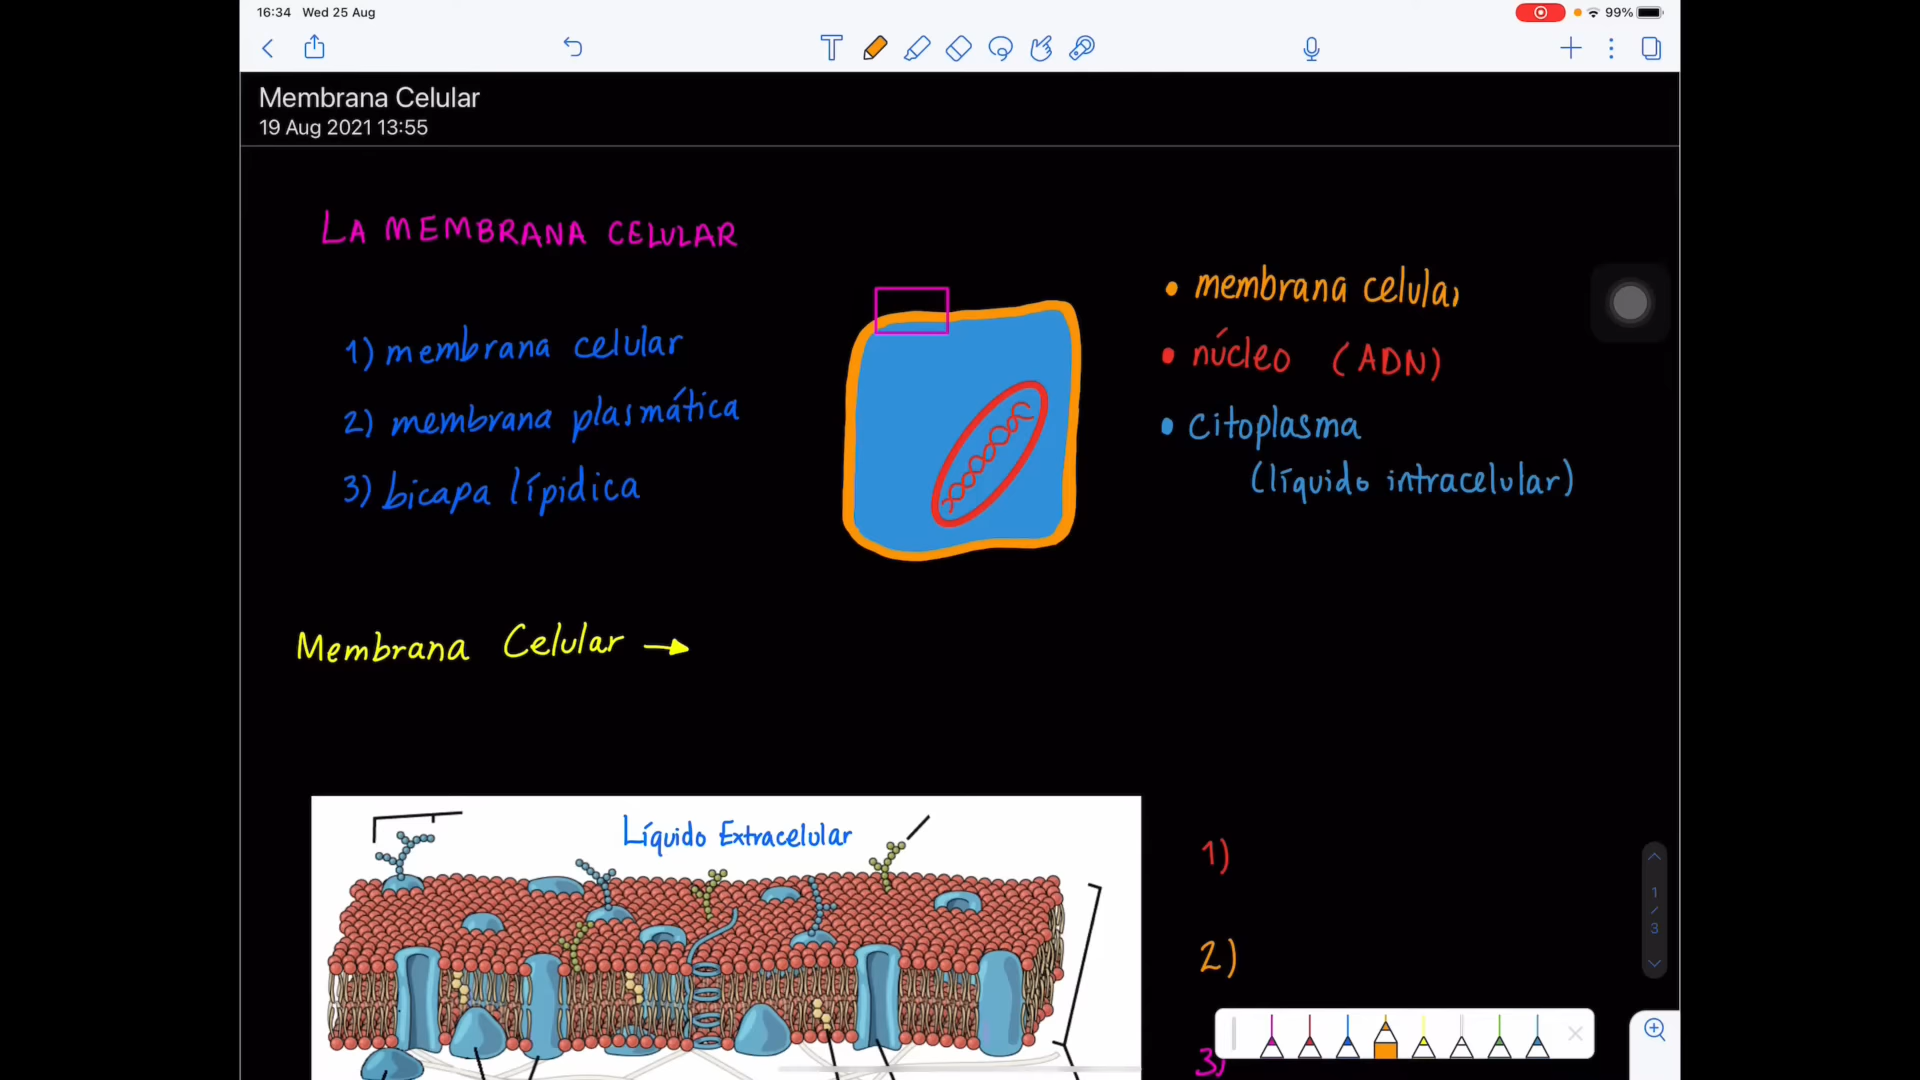 16:34 Wed 25 Aug
99%
Membrana Celular
19 Aug 2021 13:55
LA MEMBRANA CELULAR
1) membrana celular
2) membrana plasmática
3) bicapa lípidica
• membrana celular
• núcleo (ADN)
• citoplasma
(líquido intracelular)
Membrana Celular →
Líquido Extracelular
1)
2)
3)
1
/
3